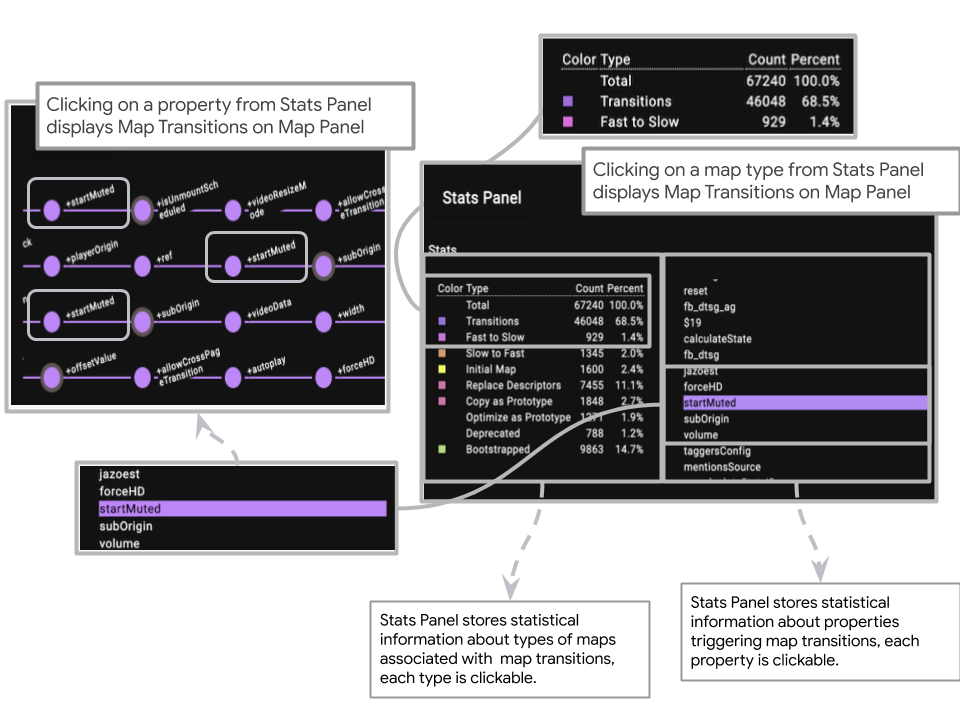 Color Type Count Percent
Total 67240 100.0%
Transitions 46048 68.5%
Fast to Slow 929 1.4%
Clicking on a property from Stats Panel
displays Map Transitions on Map Panel
+startMuted
+isUnmountSch
eduled
+videoResizeM
ode
+allowCross
eTransition
ck
+playerOrigin
+ref
+startMuted
+subOrigin
+startMuted
+subOrigin
+videoData
+width
+offsetValue
+allowCrossPag
eTransition
+autoplay
+forceHD
Clicking on a map type from Stats Panel
displays Map Transitions on Map Panel
Stats Panel
Stats
Color Type Count Percent
Total 67240 100.0%
Transitions 46048 68.5%
Fast to Slow 929 1.4%
Slow to Fast 1345 2.0%
Initial Map 1600 2.4%
Replace Descriptors 7455 11.1%
Copy as Prototype 1848 2.7%
Optimize as Prototype 1271 1.9%
Deprecated 788 1.2%
Bootstrapped 9863 14.7%
reset
fb_dtsg_ag
$19
calculateState
fb_dtsg
jazoest
forceHD
startMuted
subOrigin
volume
taggersConfig
mentionsSource
jazoest
forceHD
startMuted
subOrigin
volume
Stats Panel stores statistical
information about types of maps
associated with map transitions,
each type is clickable.
Stats Panel stores statistical
information about properties
triggering map transitions, each
property is clickable.